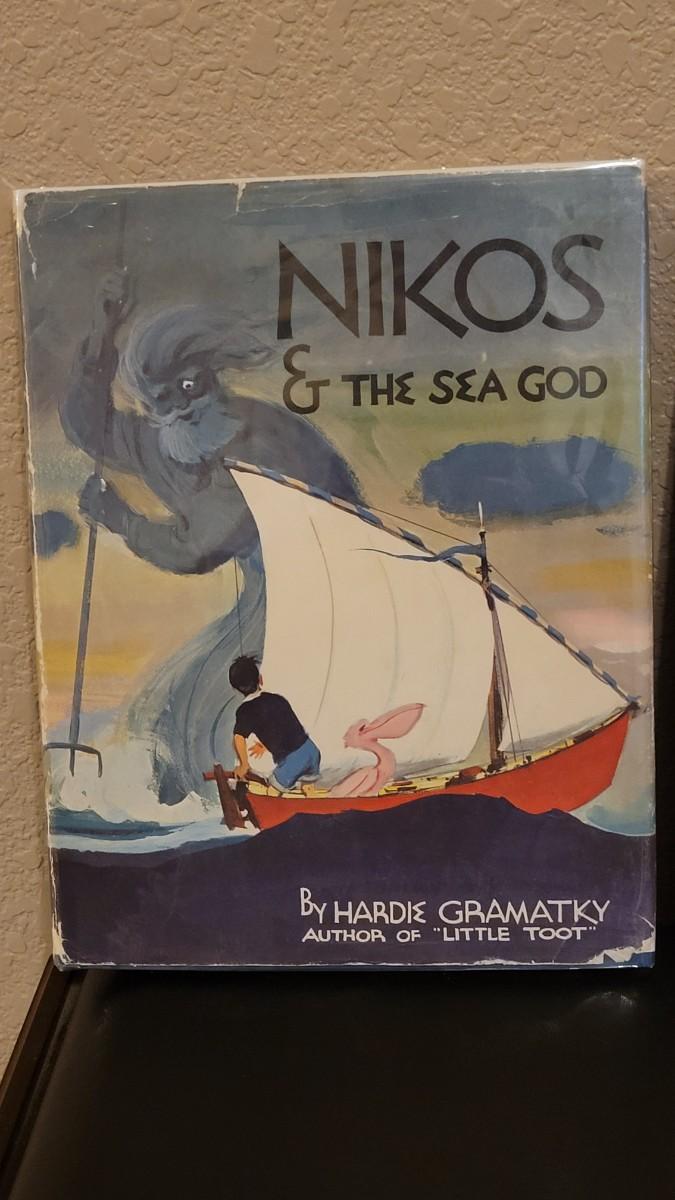 NIKOS
& THE SEA GOD
BY HARDIE GRAMATKY
AUTHOR OF "LITTLE TOOT"